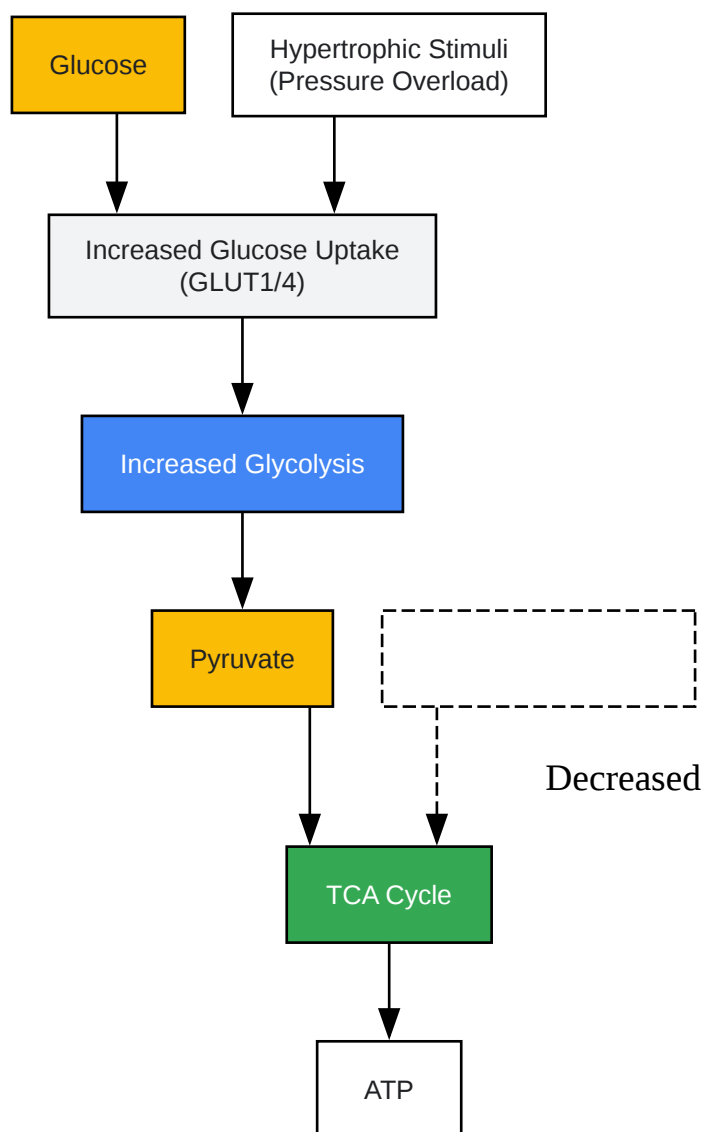 Glucose
Hypertrophic Stimuli
(Pressure Overload)
Increased Glucose Uptake
(GLUT1/4)
Increased Glycolysis
Pyruvate
Decreased
TCA Cycle
ATP